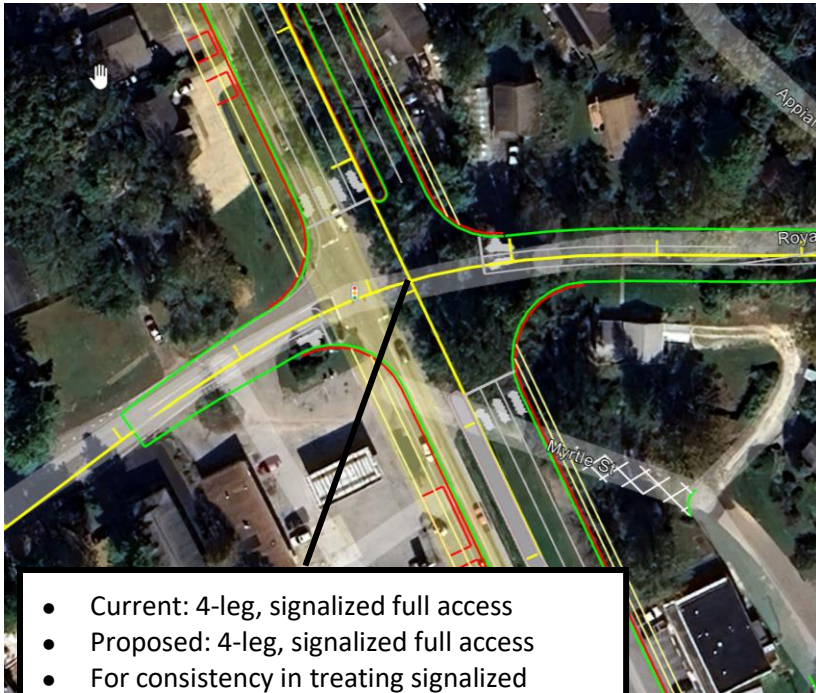 Appian
Roya
Myrtle St
● Current: 4-leg, signalized full access
● Proposed: 4-leg, signalized full access
● For consistency in treating signalized